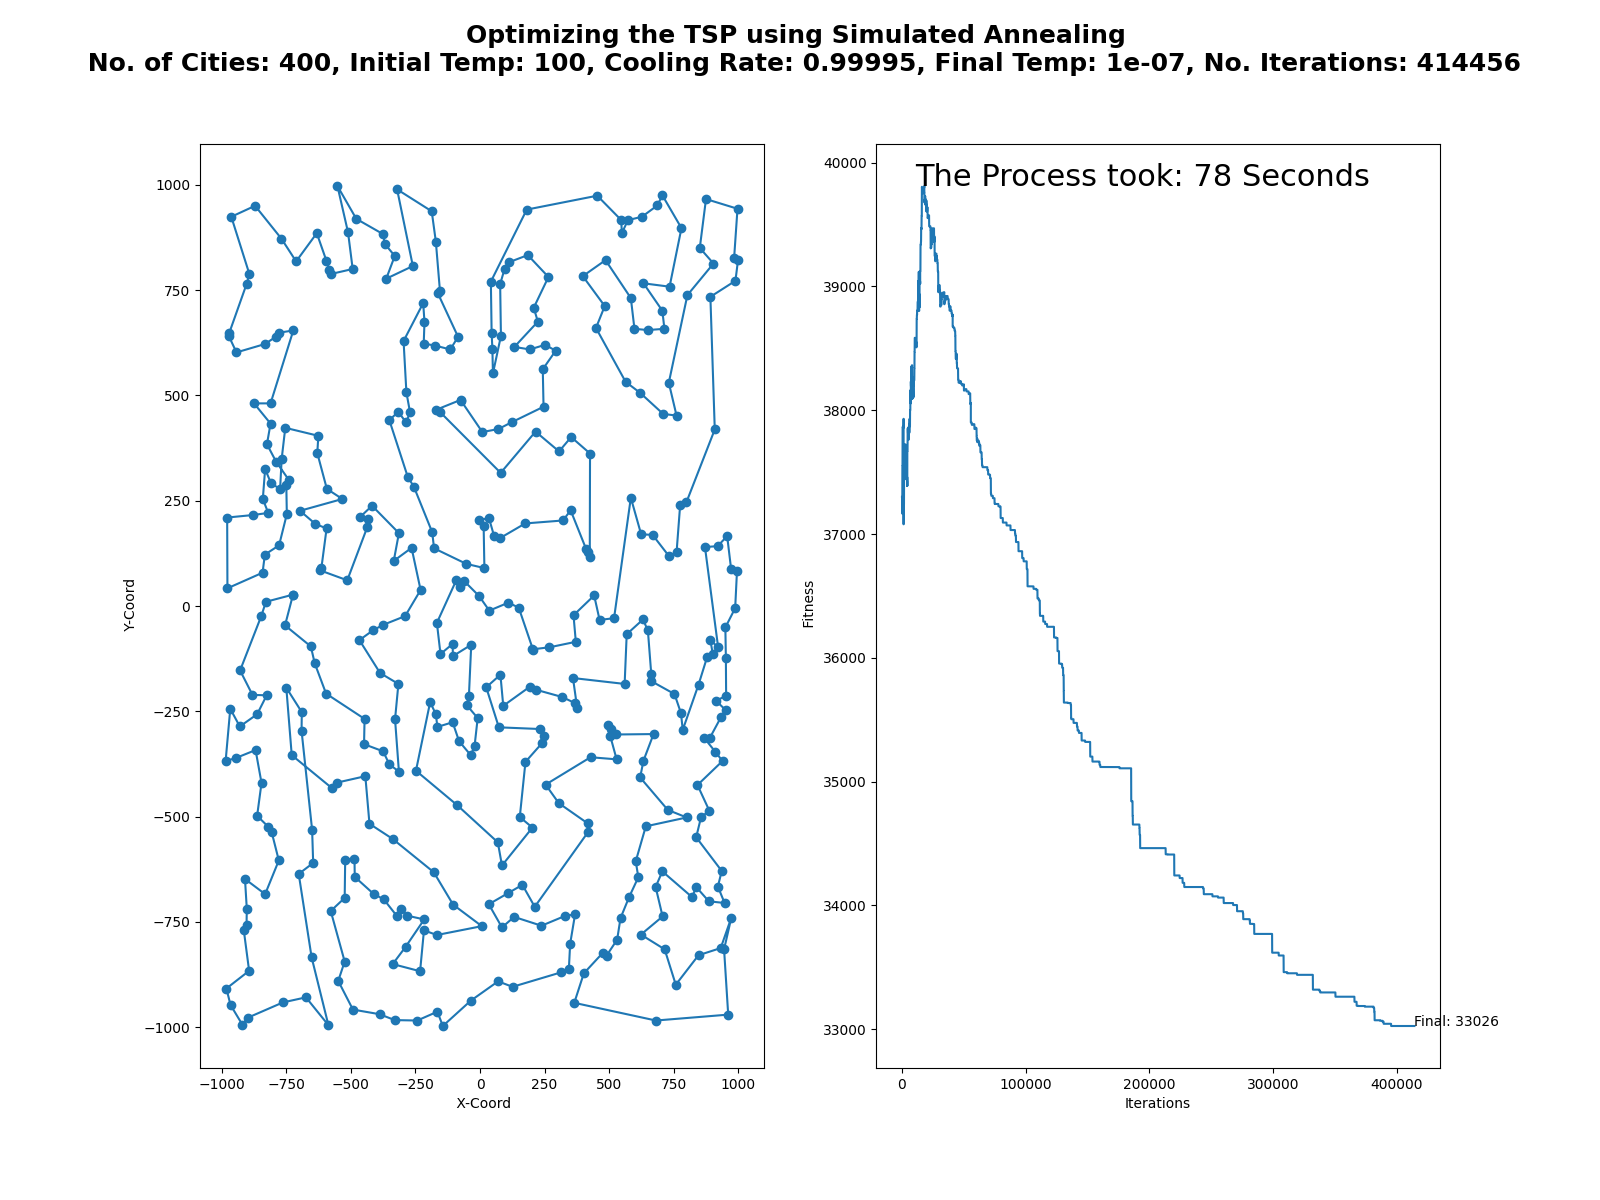 Optimizing the TSP using Simulated Annealing
No. of Cities: 400, Initial Temp: 100, Cooling Rate: 0.99995, Final Temp: 1e-07, No. Iterations: 414456
1000
750
500
250
0
−250
−500
−750
−1000
Y-Coord
−1000 −750 −500 −250 0 250 500 750 1000
X-Coord
The Process took: 78 Seconds
40000
39000
38000
37000
36000
35000
34000
33000
Fitness
Final: 33026
0 100000 200000 300000 400000
Iterations